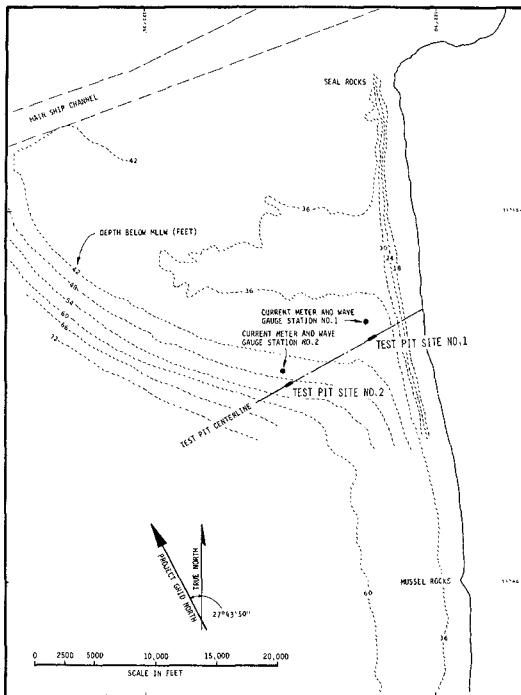 SEAL ROCKS
MAIN SHIP CHANNEL
42
36
DEPTH BELOW MLLW (FEET)
42
48
54
60
66
72
30
24
18
36
CURRENT METER AND WAVE
GAUGE STATION NO.1
CURRENT METER AND WAVE
GAUGE STATION NO.2
TEST PIT SITE NO.1
TEST PIT SITE NO.2
TEST PIT CENTERLINE
PROJECT GRID NORTH
TRUE NORTH
27°43'50"
MUSSEL ROCKS
60
36
0 2500 5000 10,000 15,000 20,000
SCALE IN FEET